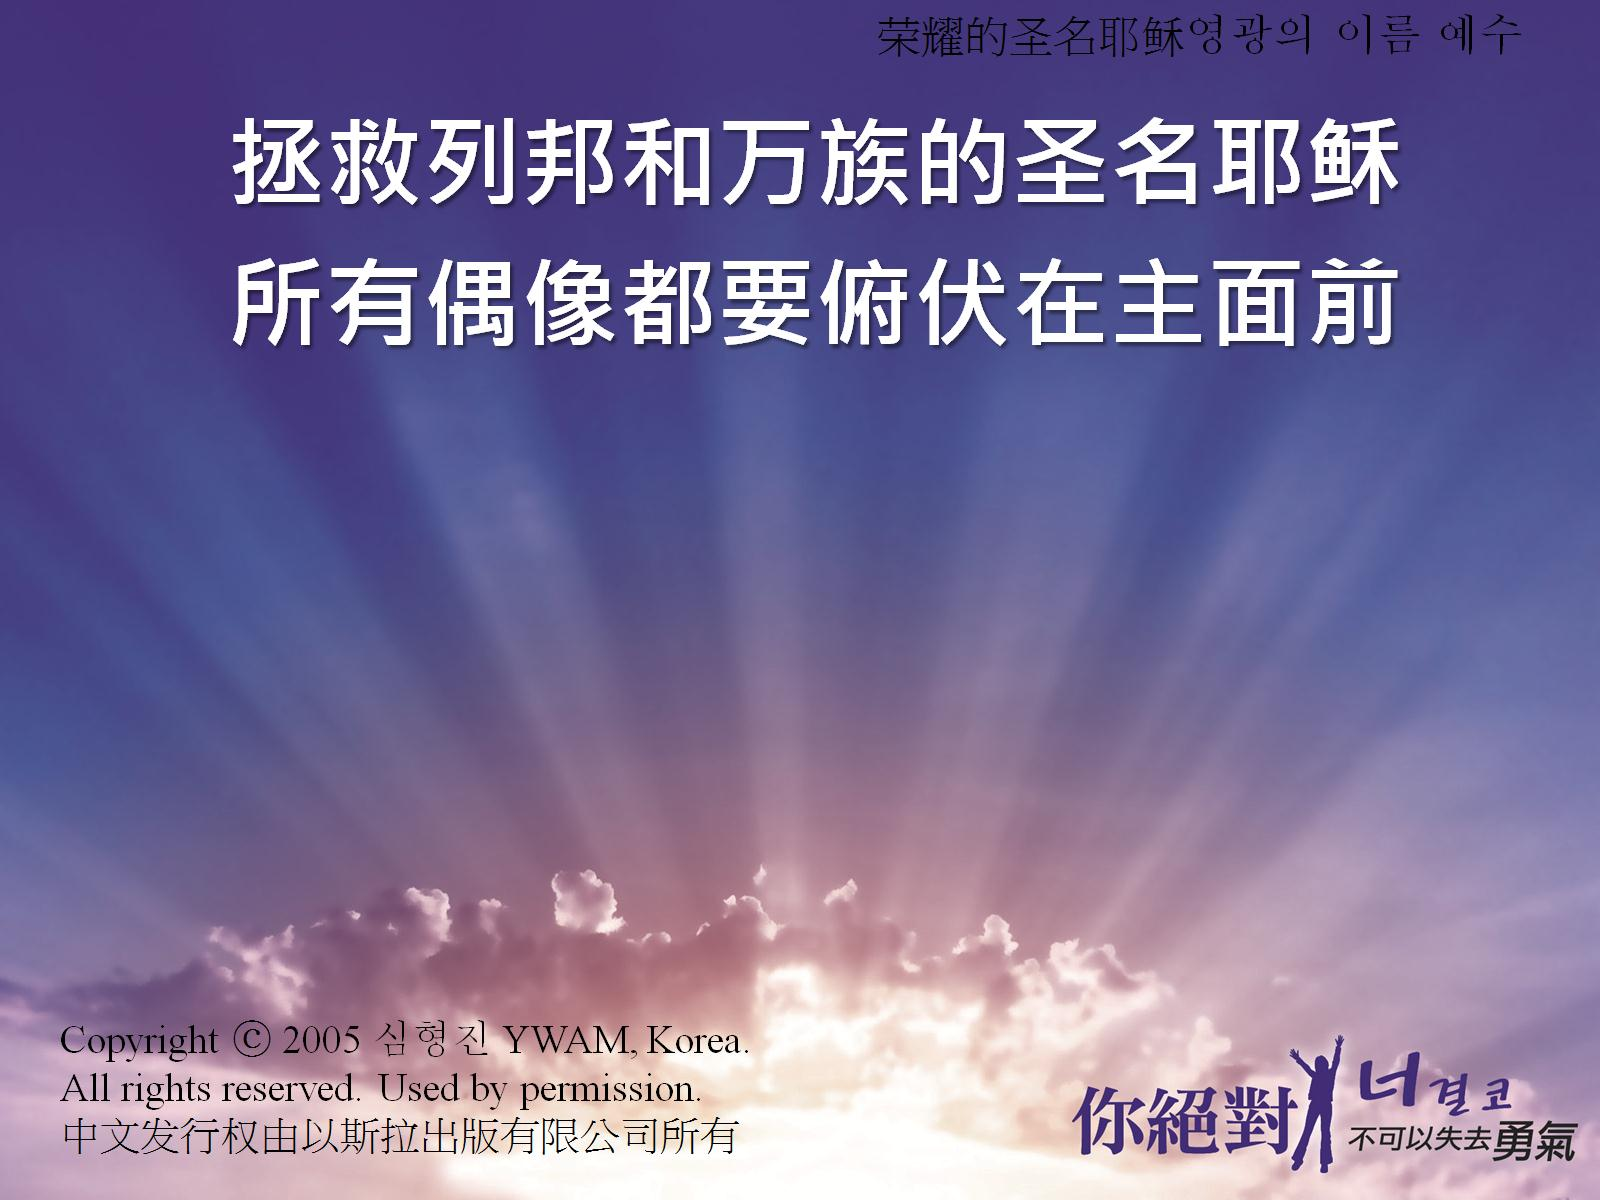 荣耀的圣名耶稣영광의 이름 예수
拯救列邦和万族的圣名耶稣
所有偶像都要俯伏在主面前
Copyright ⓒ 2005 심형진 YWAM, Korea.
All rights reserved. Used by permission.
中文发行权由以斯拉出版有限公司所有
你絕對 너 결코
不可以失去勇氣